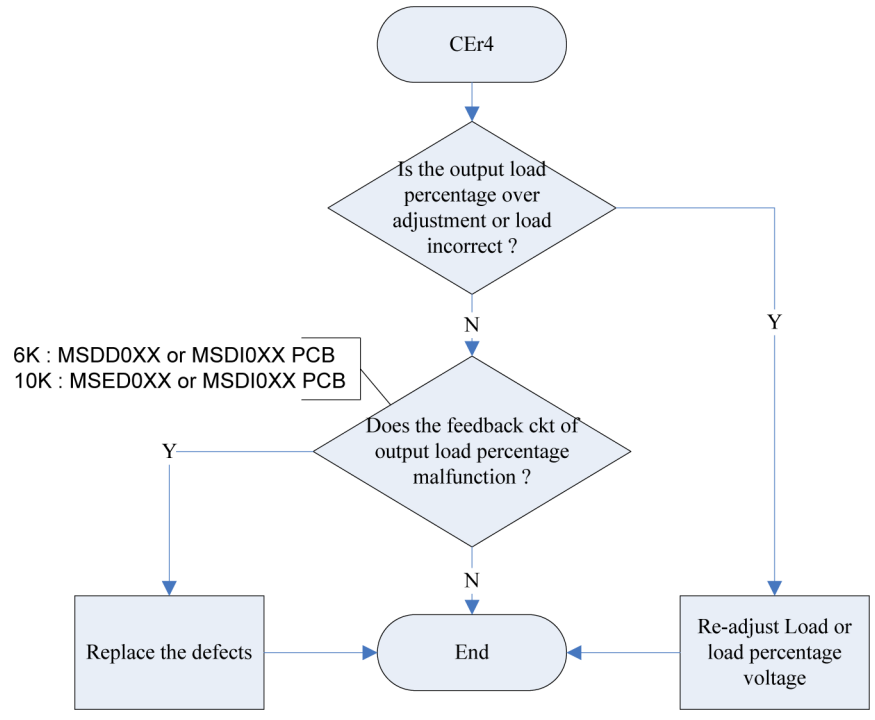 CEr4
Is the output load
percentage over
adjustment or load
incorrect ?
N
Y
6K : MSDD0XX or MSDI0XX PCB
10K : MSED0XX or MSDI0XX PCB
Does the feedback ckt of
output load percentage
malfunction ?
Y
N
Replace the defects
End
Re-adjust Load or
load percentage
voltage